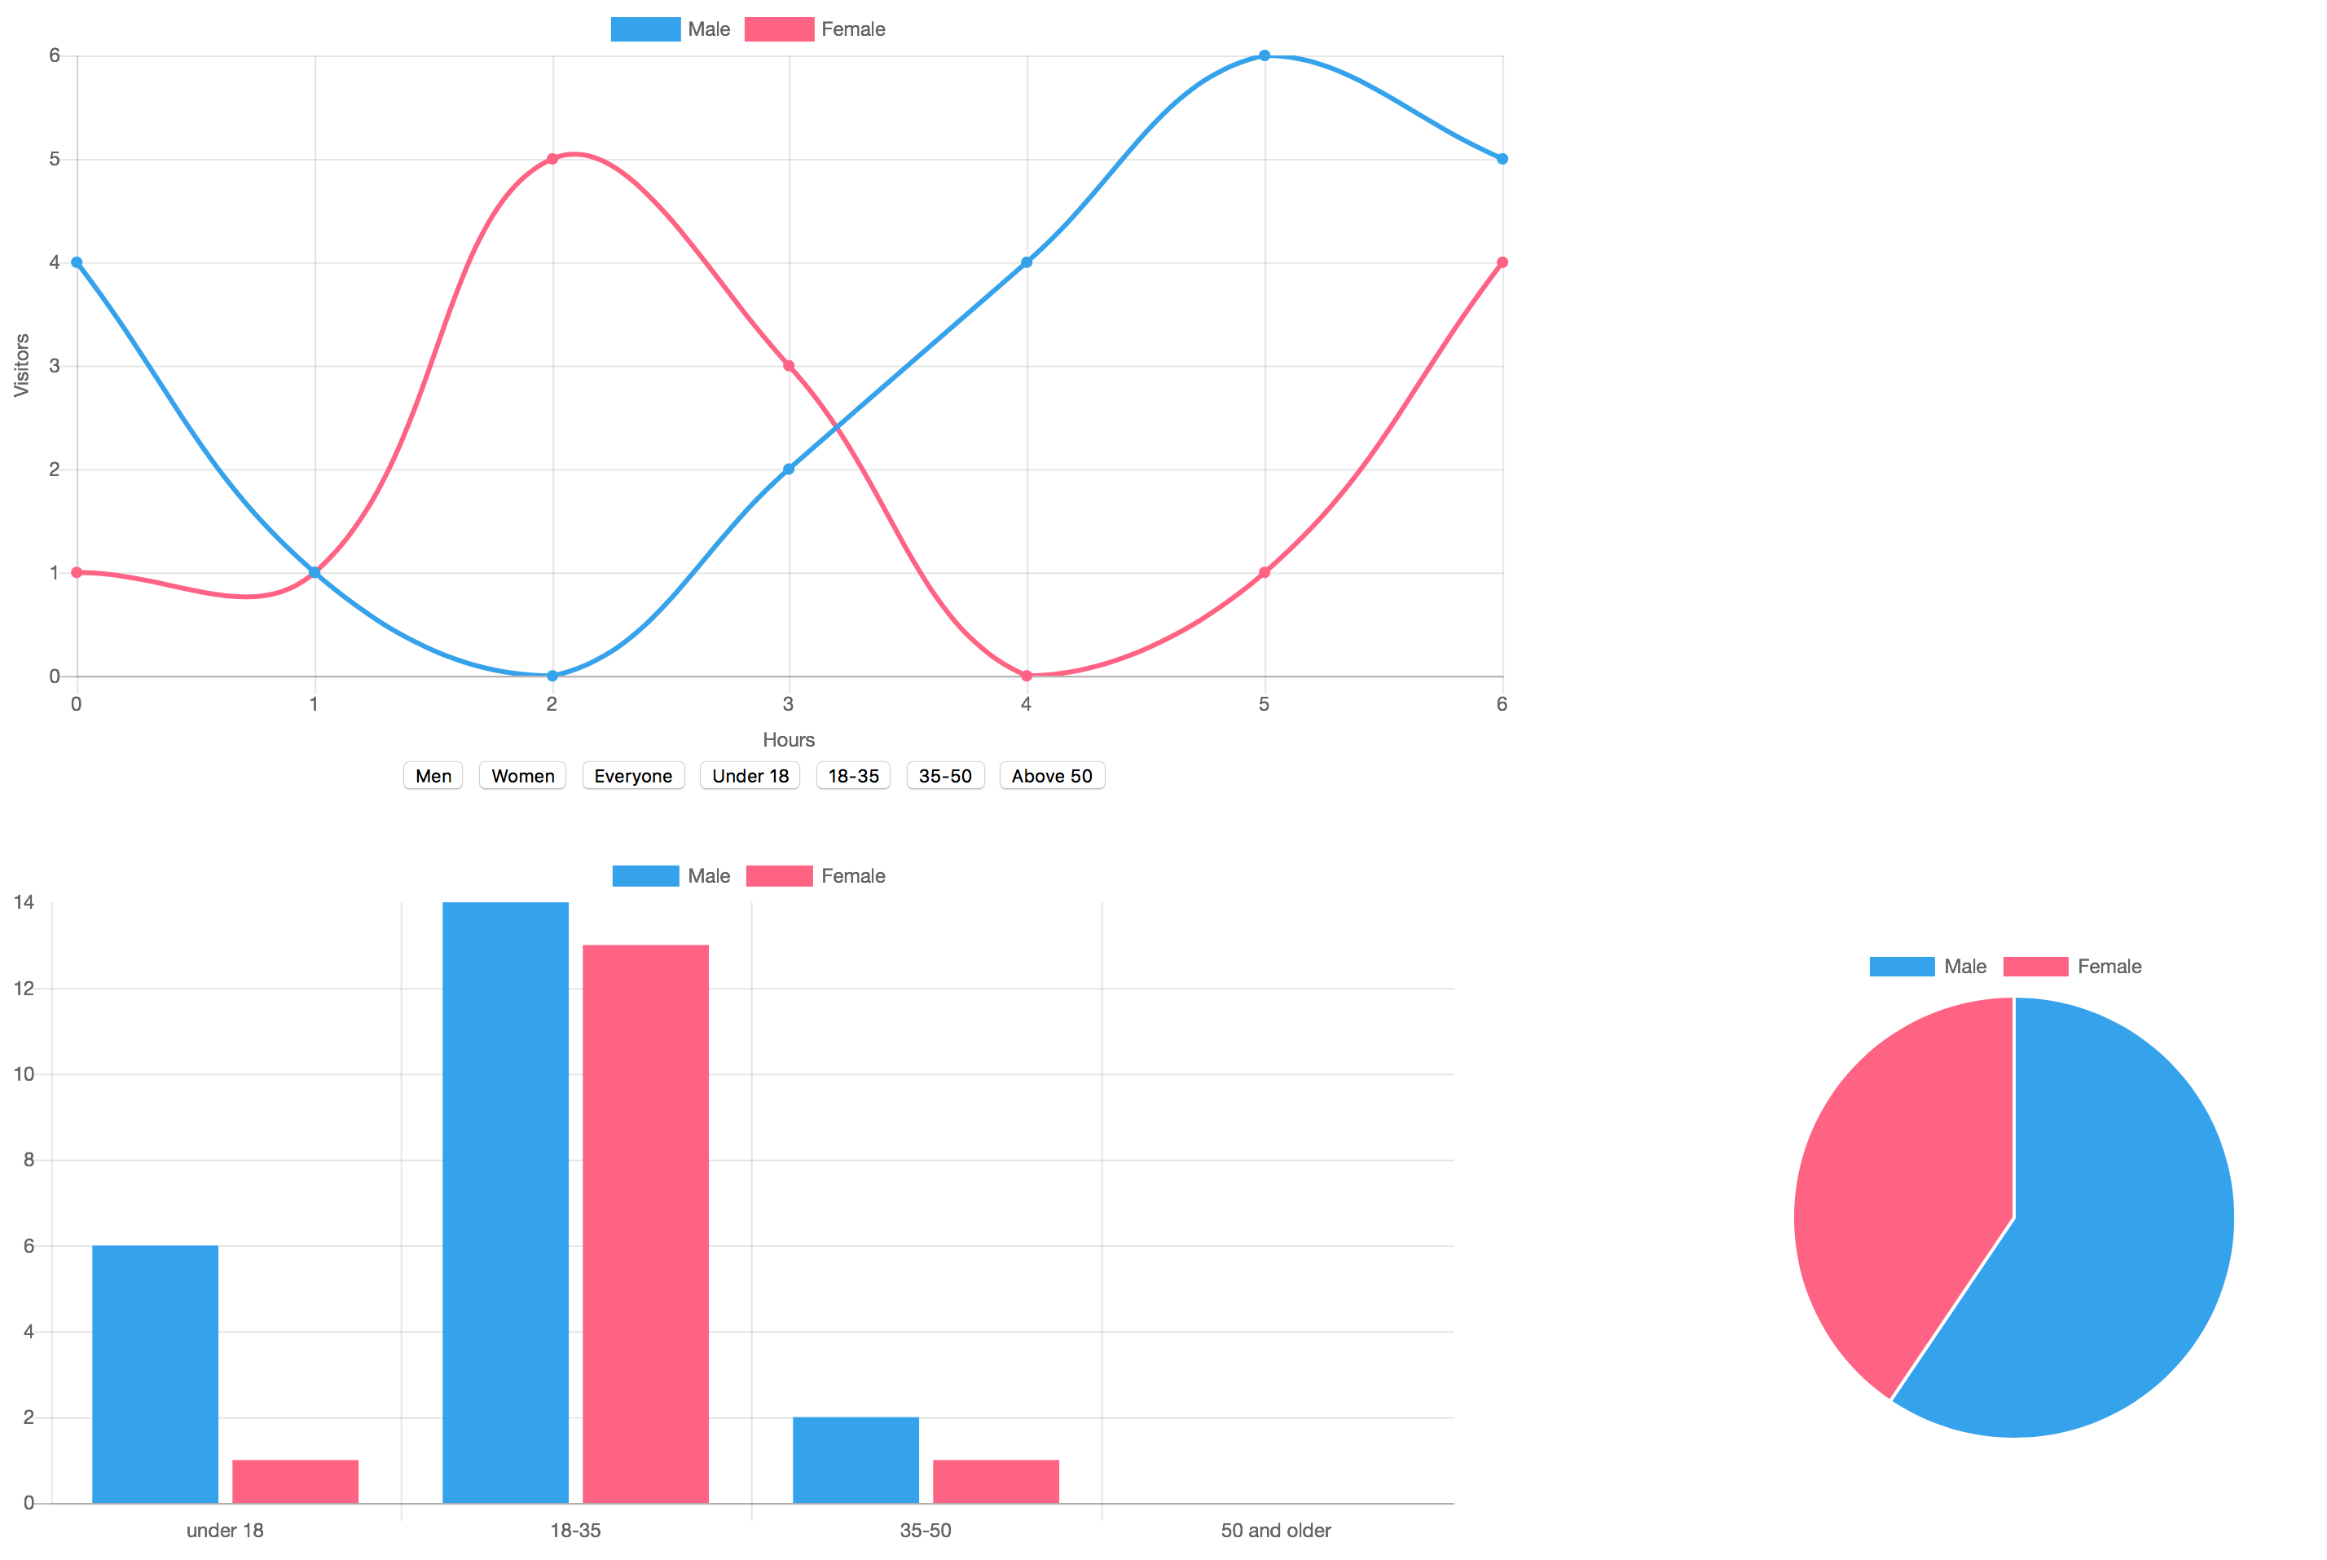 Male Female
6
5
4
3
2
1
0
Visitors
0 1 2 3 4 5 6
Hours
Men Women Everyone Under 18 18-35 35-50 Above 50
Male Female
14
12
10
8
6
4
2
0
under 18 18-35 35-50 50 and older
Male Female